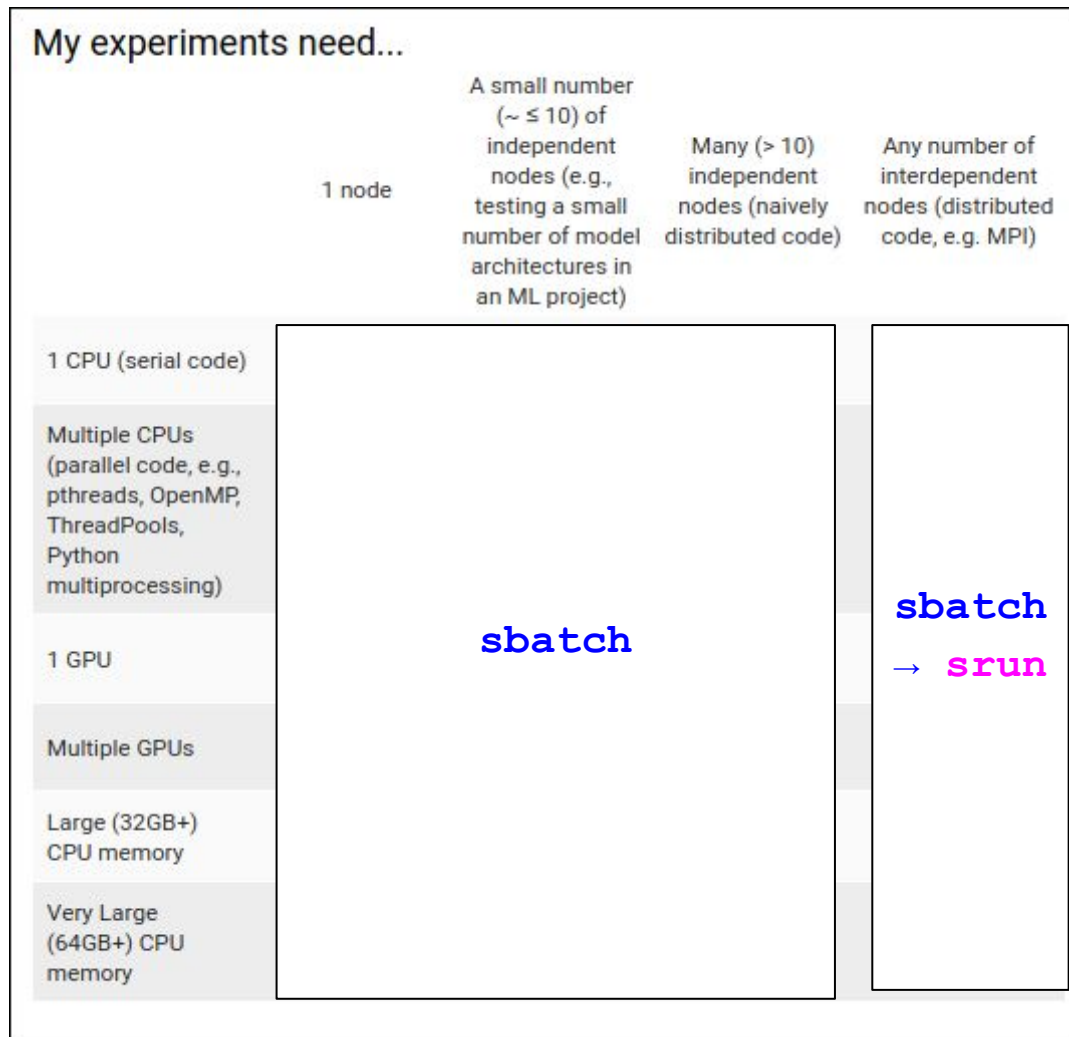 My experiments need...
1 node
A small number
(~ ≤ 10) of
independent
nodes (e.g.,
testing a small
number of model
architectures in
an ML project)
Many (> 10)
independent
nodes (naively
distributed code)
Any number of
interdependent
nodes (distributed
code, e.g. MPI)
1 CPU (serial code)
Multiple CPUs
(parallel code, e.g.,
pthreads, OpenMP,
ThreadPools,
Python
multiprocessing)
1 GPU
Multiple GPUs
Large (32GB+)
CPU memory
Very Large
(64GB+) CPU
memory
sbatch
sbatch
→ srun